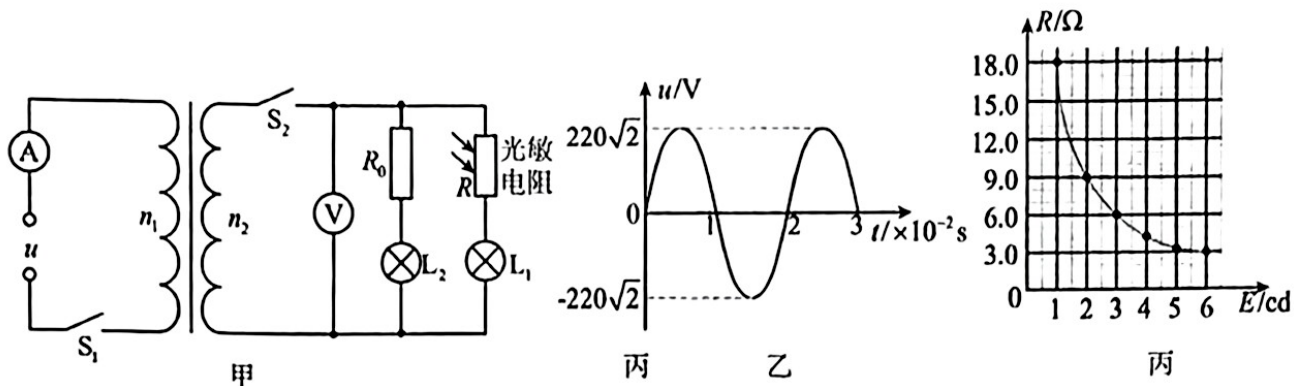 A
u
S₁
n₁
n₂
S₂
V
R₀
R
光敏
电阻
L₂
L₁
甲
u/V
220√2
0
-220√2
1
2
3
t/×10⁻²s
丙
乙
R/Ω
18.0
15.0
12.0
9.0
6.0
3.0
0
1 2 3 4 5 6
E/cd
丙